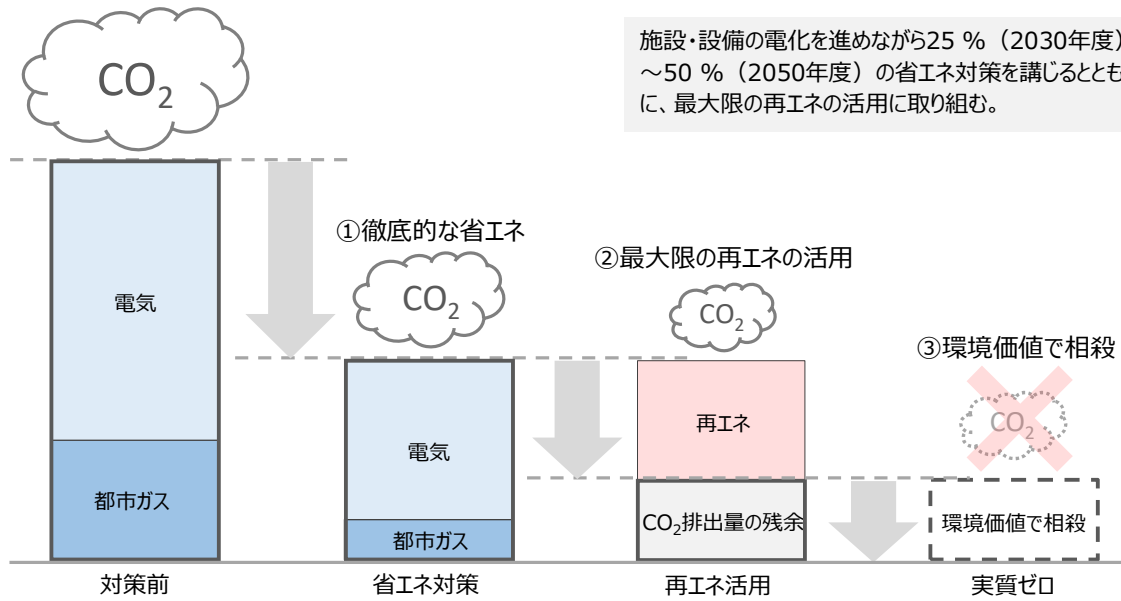 施設・設備の電化を進めながら25 %（2030年度）
～50 %（2050年度）の省エネ対策を講じるととも
に、最大限の再エネの活用に取り組む。
CO2
①徹底的な省エネ
②最大限の再エネの活用
③環境価値で相殺
CO2
CO2
CO2
電気
都市ガス
電気
都市ガス
再エネ
CO2排出量の残余
環境価値で相殺
対策前
省エネ対策
再エネ活用
実質ゼロ